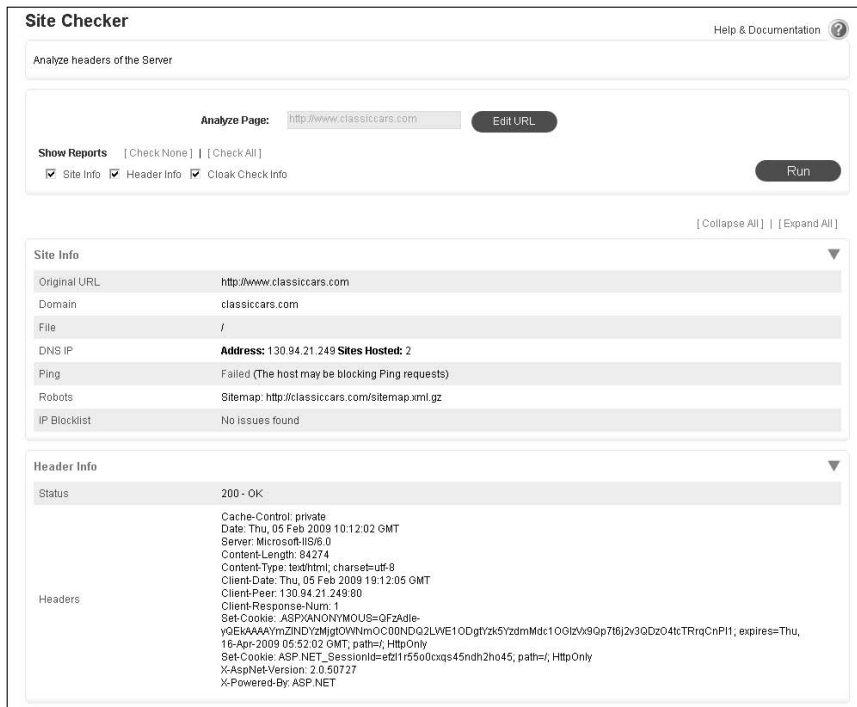 Site Checker
Help & Documentation ?
Analyze headers of the Server
Analyze Page: http://www.classiccars.com Edit URL
Show Reports [Check None] | [Check All]
Site Info Header Info Cloak Check Info
Run
[Collapse All] | [Expand All]
Site Info
Original URL http://www.classiccars.com
Domain classiccars.com
File /
DNS IP Address: 130.94.21.249 Sites Hosted: 2
Ping Failed (The host may be blocking Ping requests)
Robots Sitemap: http://classiccars.com/sitemap.xml.gz
IP Blocklist No issues found
Header Info
Status 200 - OK
Headers
Cache-Control: private
Date: Thu, 05 Feb 2009 10:12:02 GMT
Server: Microsoft-IIS/6.0
Content-Length: 84274
Content-Type: text/html; charset=utf-8
Client-Date: Thu, 05 Feb 2009 19:12:05 GMT
Client-Peer: 130.94.21.249:80
Client-Response-Num: 1
Set-Cookie: .ASPXANONYMOUS=QFzAdIe-
expires=Thu,
16-Apr-2009 05:52:02 GMT; path=/; HttpOnly
Set-Cookie: ASP.NET_SessionId=efzl1r55o0cxqs45ndh2ho45; path=/; HttpOnly
X-AspNet-Version: 2.0.50727
X-Powered-By: ASP.NET